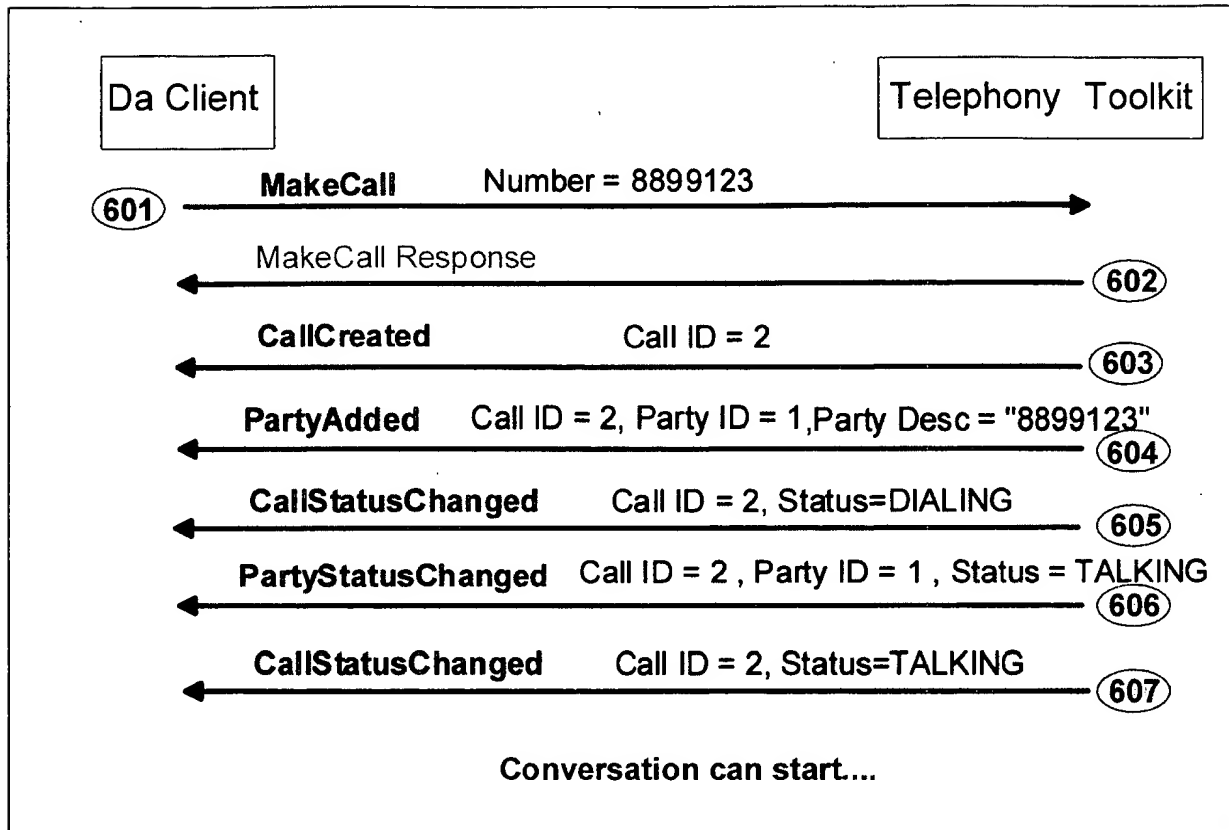 Da Client
Telephony Toolkit
MakeCall Number = 8899123
601
MakeCall Response
602
CallCreated Call ID = 2
603
PartyAdded Call ID = 2, Party ID = 1,Party Desc = "8899123"
604
CallStatusChanged Call ID = 2, Status=DIALING
605
PartyStatusChanged Call ID = 2 , Party ID = 1 , Status = TALKING
606
CallStatusChanged Call ID = 2, Status=TALKING
607
Conversation can start....